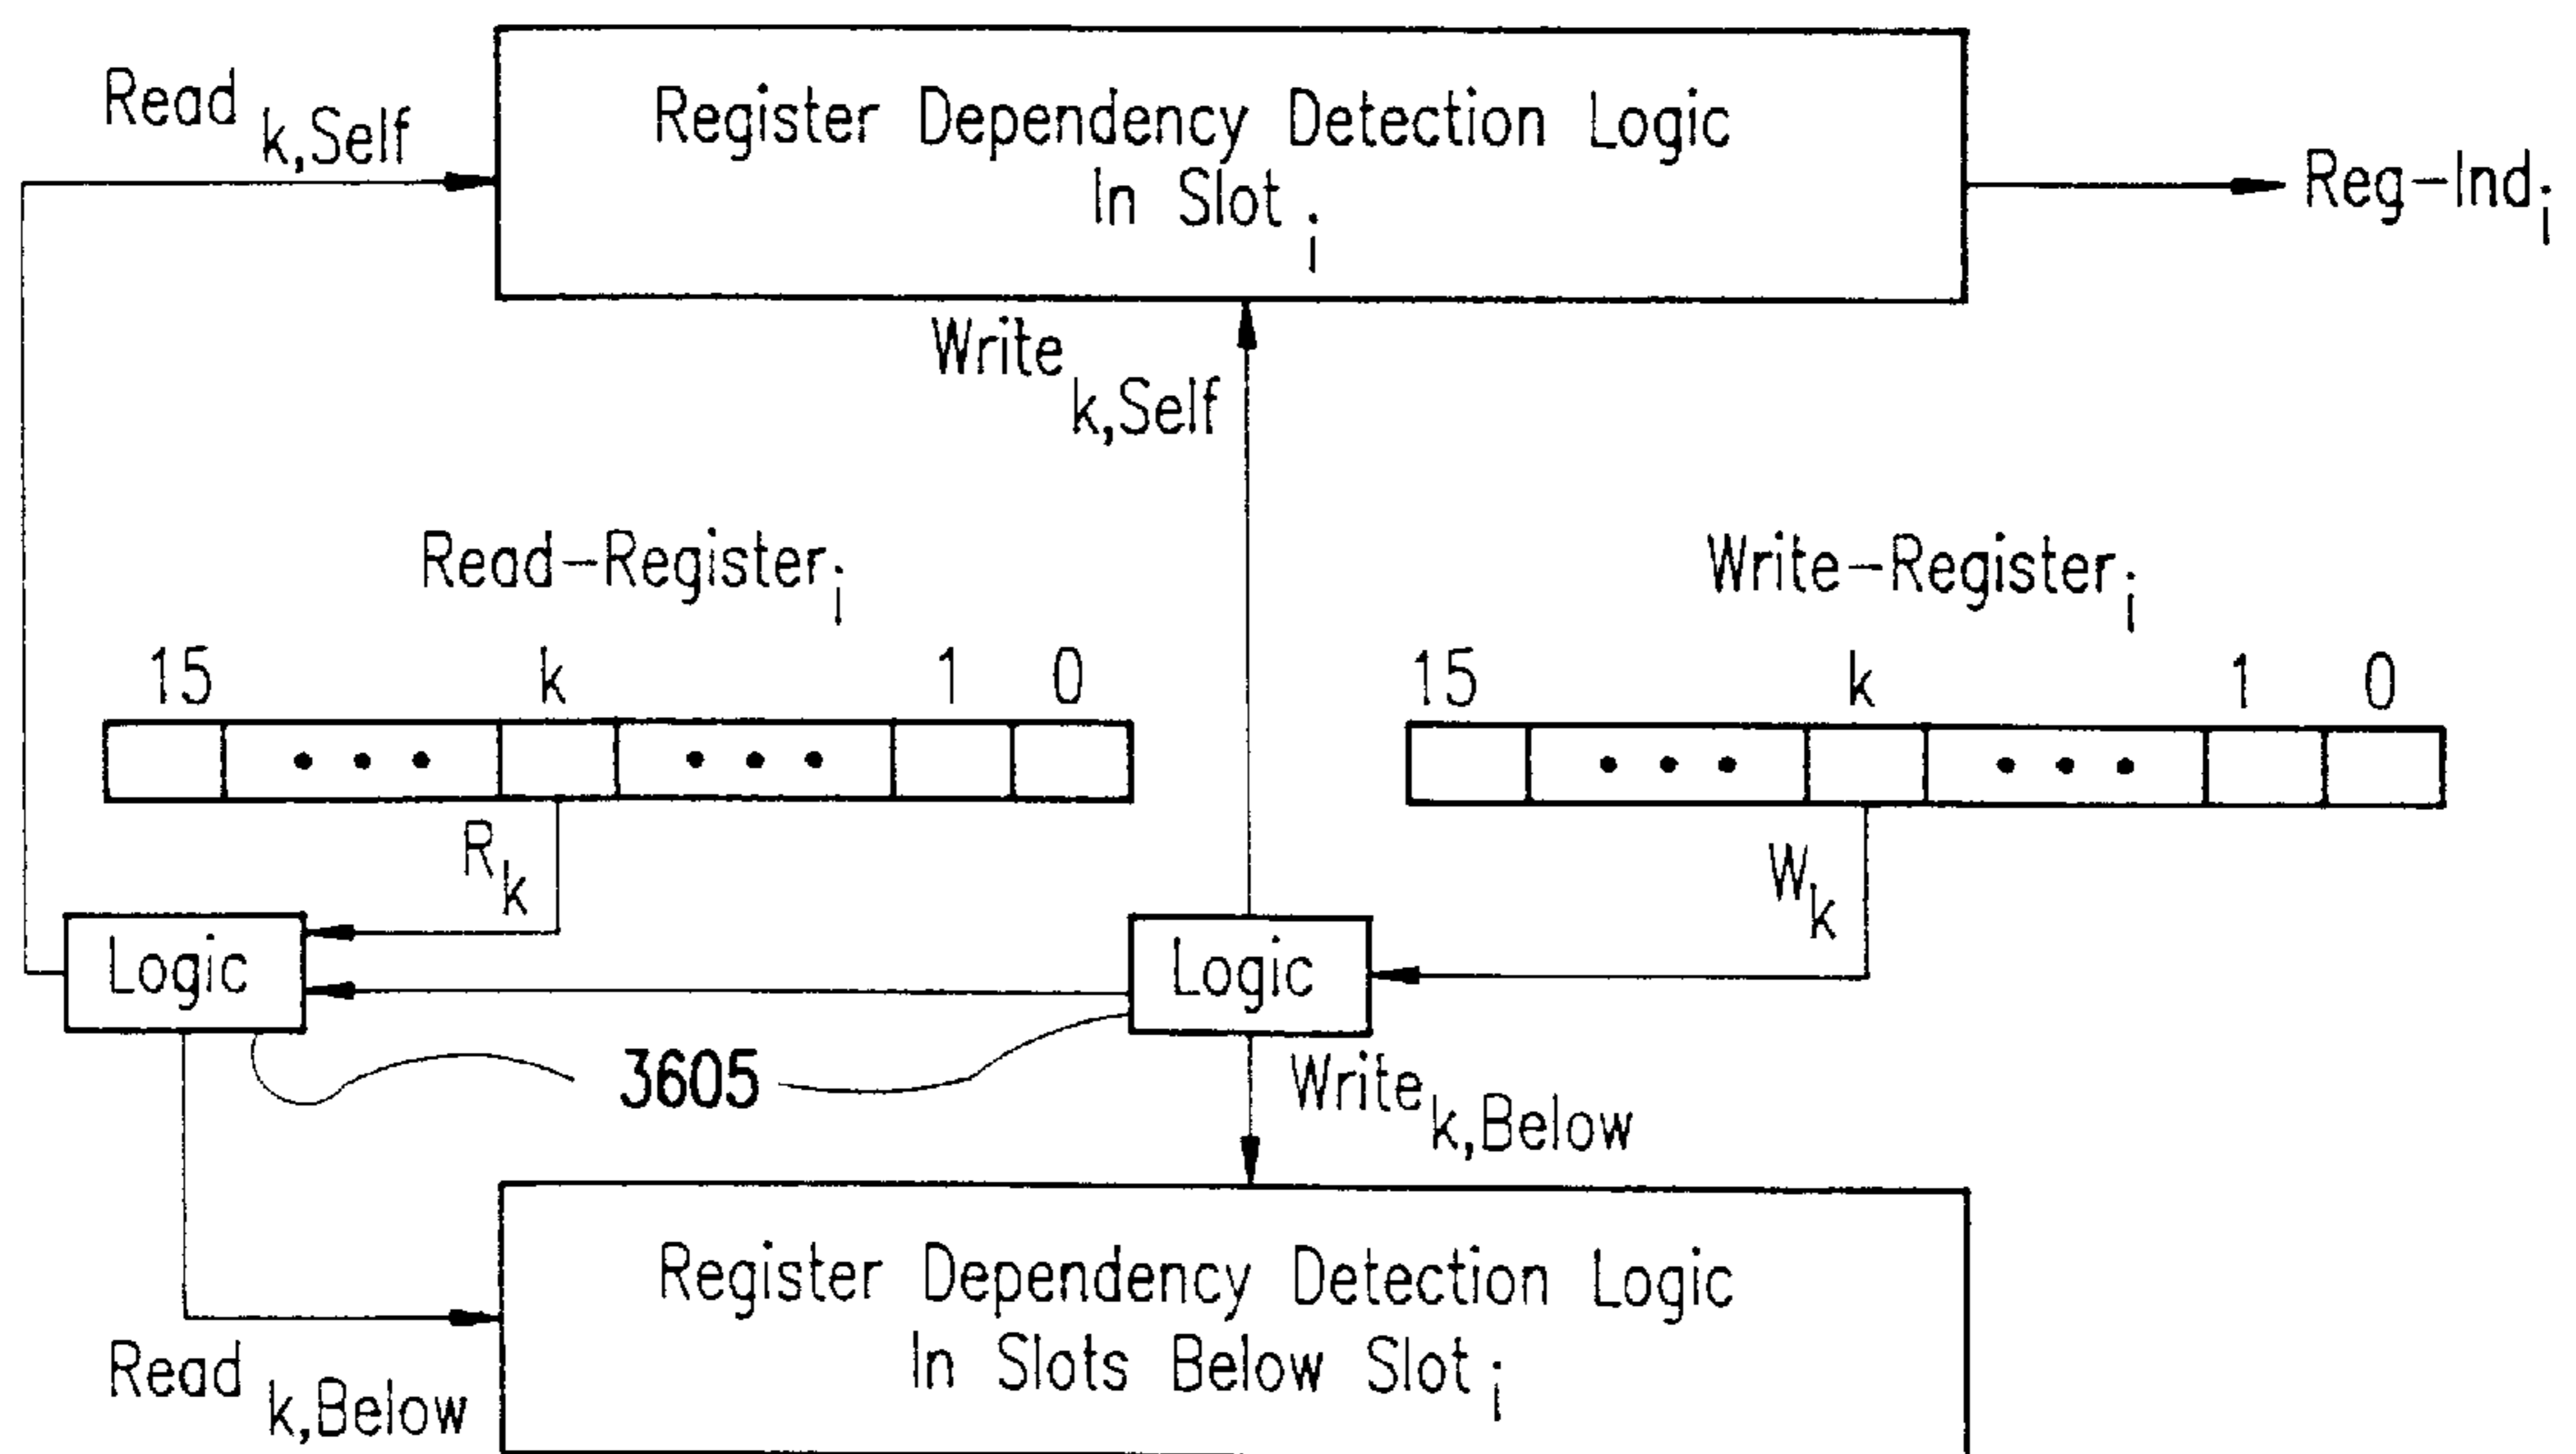 Read k,Self
Register Dependency Detection Logic
In Slot i
Reg-Ind i
Write k,Self
Read-Register i
Write-Register i
15 k 1 0
15 k 1 0
R k
W k
Logic
Logic
3605
Write k,Below
Register Dependency Detection Logic
In Slots Below Slot i
Read k,Below